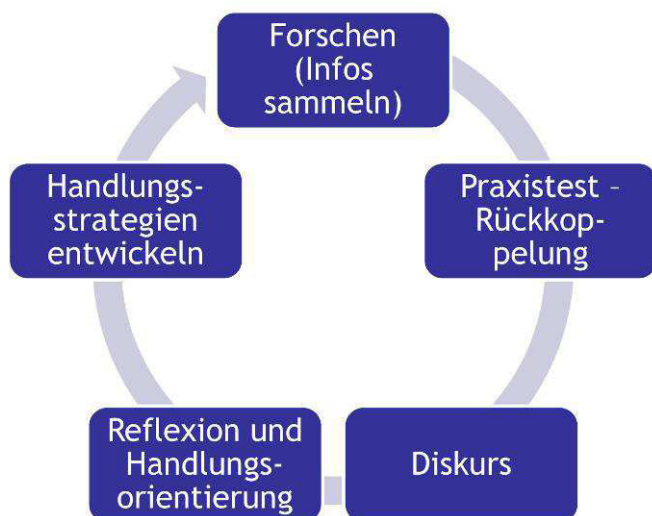 Forschen
(Infos
sammeln)
Praxistest –
Rückkop-
pelung
Diskurs
Reflexion und
Handlungs-
orientierung
Handlungs-
strategien
entwickeln